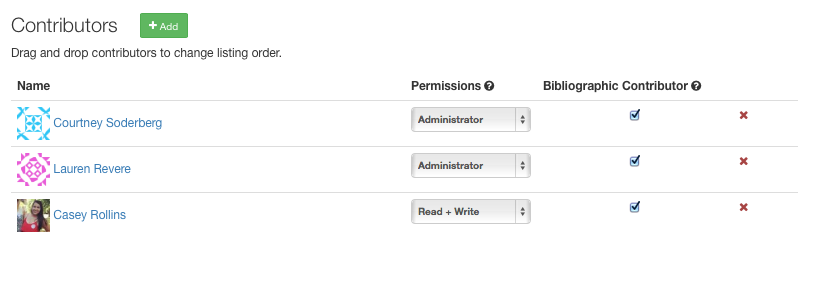 Contributors + Add
Drag and drop contributors to change listing order.
Name Permissions ? Bibliographic Contributor ?
Courtney Soderberg Administrator
Lauren Revere Administrator
Casey Rollins Read + Write